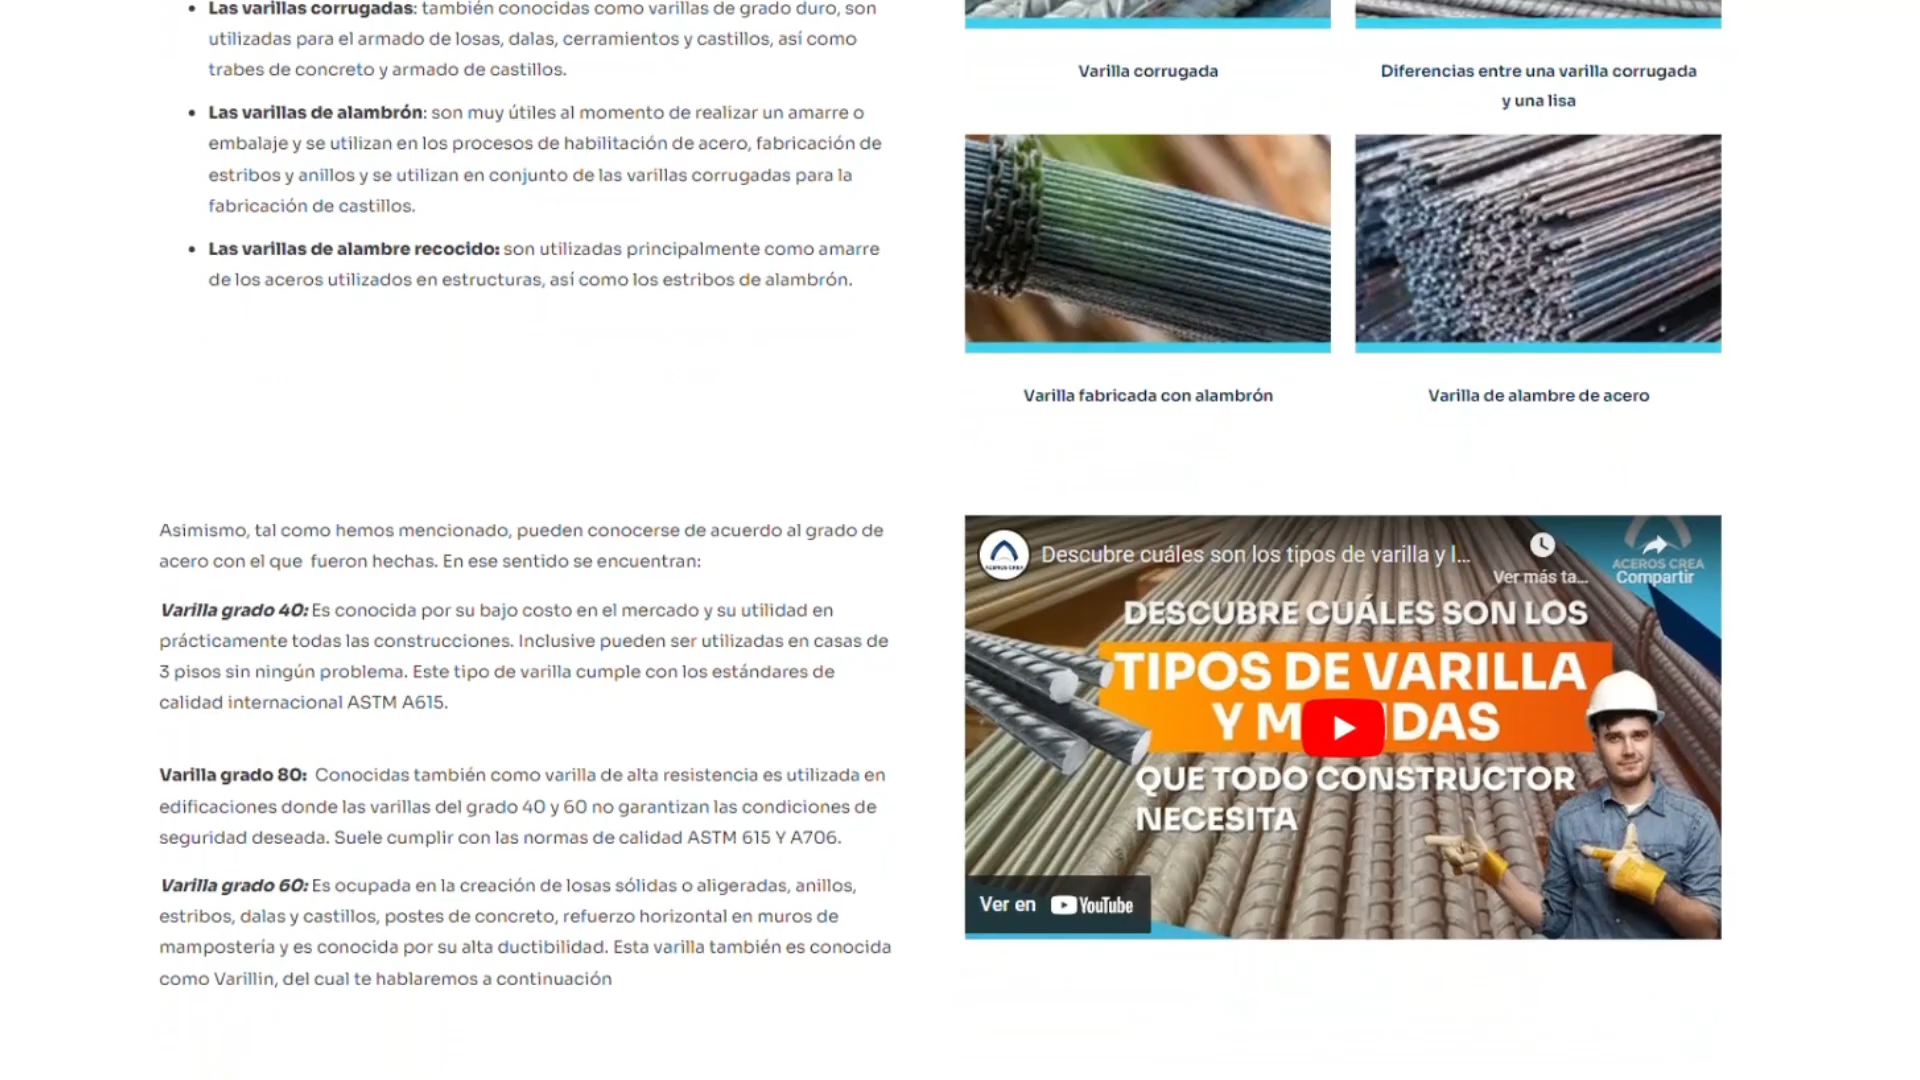 Las varillas corrugadas: también conocidas como varillas de grado duro, son
utilizadas para el armado de losas, dalas, cerramientos y castillos, así como
trabes de concreto y armado de castillos.
Las varillas de alambrón: son muy útiles al momento de realizar un amarre o
embalaje y se utilizan en los procesos de habilitación de acero, fabricación de
estribos y anillos y se utilizan en conjunto de las varillas corrugadas para la
fabricación de castillos.
Las varillas de alambre recocido: son utilizadas principalmente como amarre
de los aceros utilizados en estructuras, así como los estribos de alambrón.
Varilla corrugada
Diferencias entre una varilla corrugada
y una lisa
Varilla fabricada con alambrón
Varilla de alambre de acero
Asimismo, tal como hemos mencionado, pueden conocerse de acuerdo al grado de
acero con el que  fueron hechas. En ese sentido se encuentran:
Varilla grado 40: Es conocida por su bajo costo en el mercado y su utilidad en
prácticamente todas las construcciones. Inclusive pueden ser utilizadas en casas de
3 pisos sin ningún problema. Este tipo de varilla cumple con los estándares de
calidad internacional ASTM A615.
Varilla grado 80:  Conocidas también como varilla de alta resistencia es utilizada en
edificaciones donde las varillas del grado 40 y 60 no garantizan las condiciones de
seguridad deseada. Suele cumplir con las normas de calidad ASTM 615 Y A706.
Varilla grado 60: Es ocupada en la creación de losas sólidas o aligeradas, anillos,
estribos, dalas y castillos, postes de concreto, refuerzo horizontal en muros de
mampostería y es conocida por su alta ductibilidad. Esta varilla también es conocida
como Varillin, del cual te hablaremos a continuación
ACEROS CREA
Descubre cuáles son los tipos de varilla y l...
Ver más ta...
ACEROS CREA
Compartir
DESCUBRE CUÁLES SON LOS
TIPOS DE VARILLA
Y M DAS
QUE TODO CONSTRUCTOR
NECESITA
Ver en YouTube